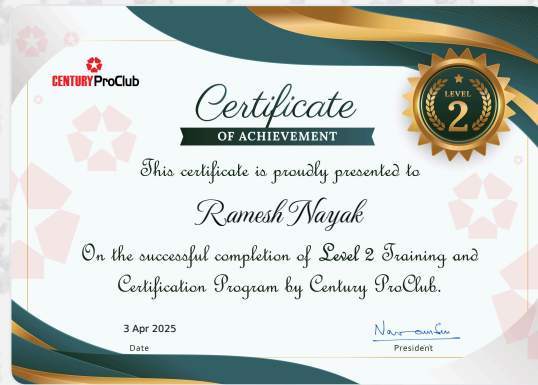 CENTURY ProClub
Certificate
OF ACHIEVEMENT
LEVEL
2
This certificate is proudly presented to
Ramesh Nayak
On the successful completion of Level 2 Training and
Certification Program by Century ProClub.
3 Apr 2025
Date
President